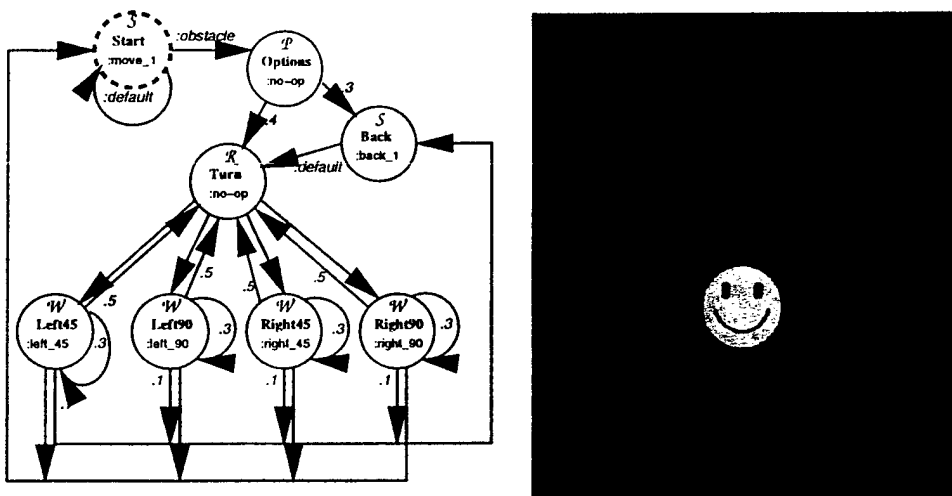 S
Start
:move_1
:obstacle
:default
P
Options
:no-op
.3
.4
S
Back
:back_1
:default
R
Turn
:no-op
.5
.5
.5
.5
W
Left45
:left_45
.3
W
Left90
:left_90
.3
W
Right45
:right_45
.3
W
Right90
:right_90
.3
.1
.1
.1